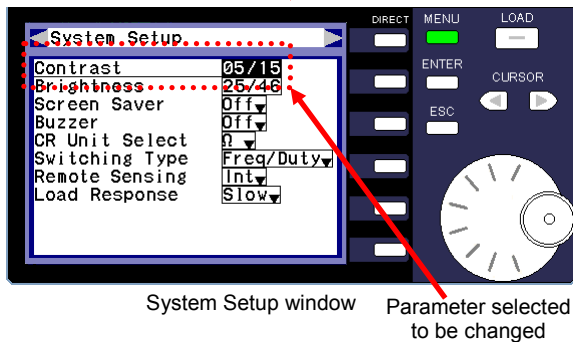 DIRECT MENU LOAD
System Setup
Contrast 05/15
ENTER
Brightness 25/46
CURSOR
Screen Saver Off
ESC
Buzzer Off
CR Unit Select Ω
Switching Type Freq/Duty
Remote Sensing Int
Load Response Slow
System Setup window
Parameter selected
to be changed